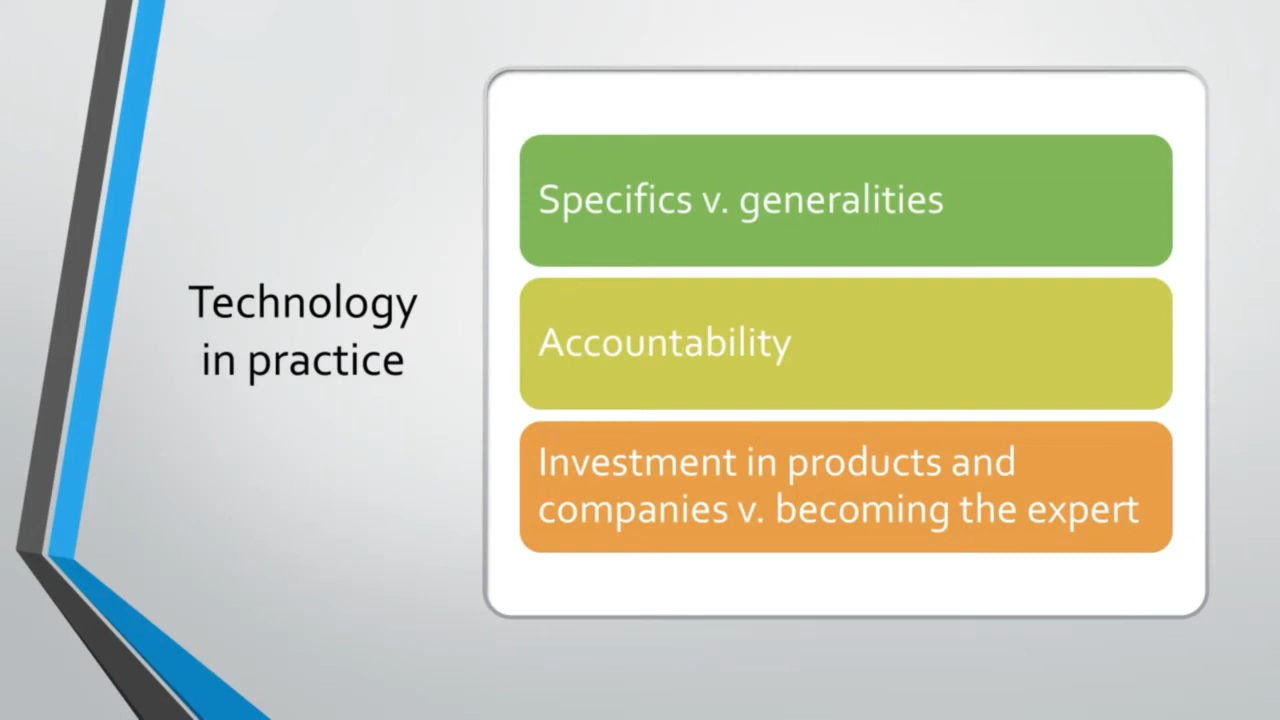 Technology
in practice
Specifics v. generalities
Accountability
Investment in products and
companies v. becoming the expert